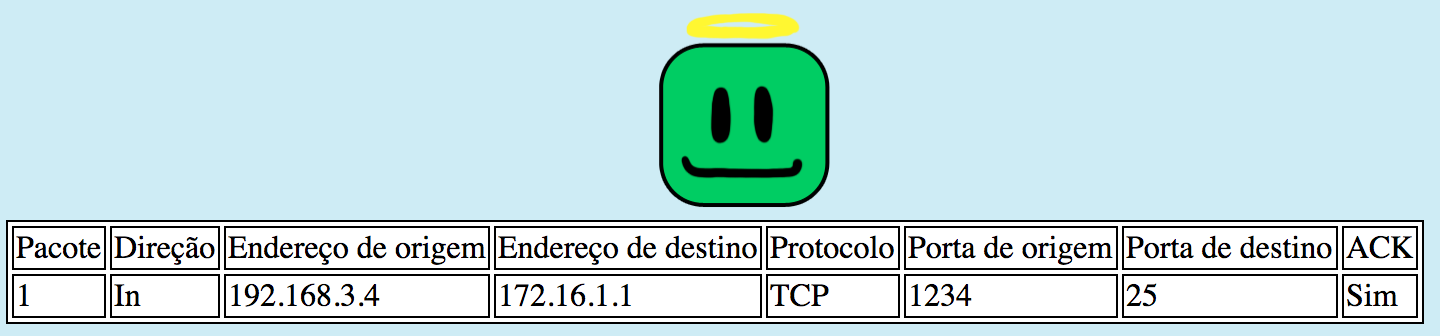 Pacote Direção Endereço de origem Endereço de destino Protocolo Porta de origem Porta de destino ACK
1 In 192.168.3.4 172.16.1.1 TCP 1234 25 Sim